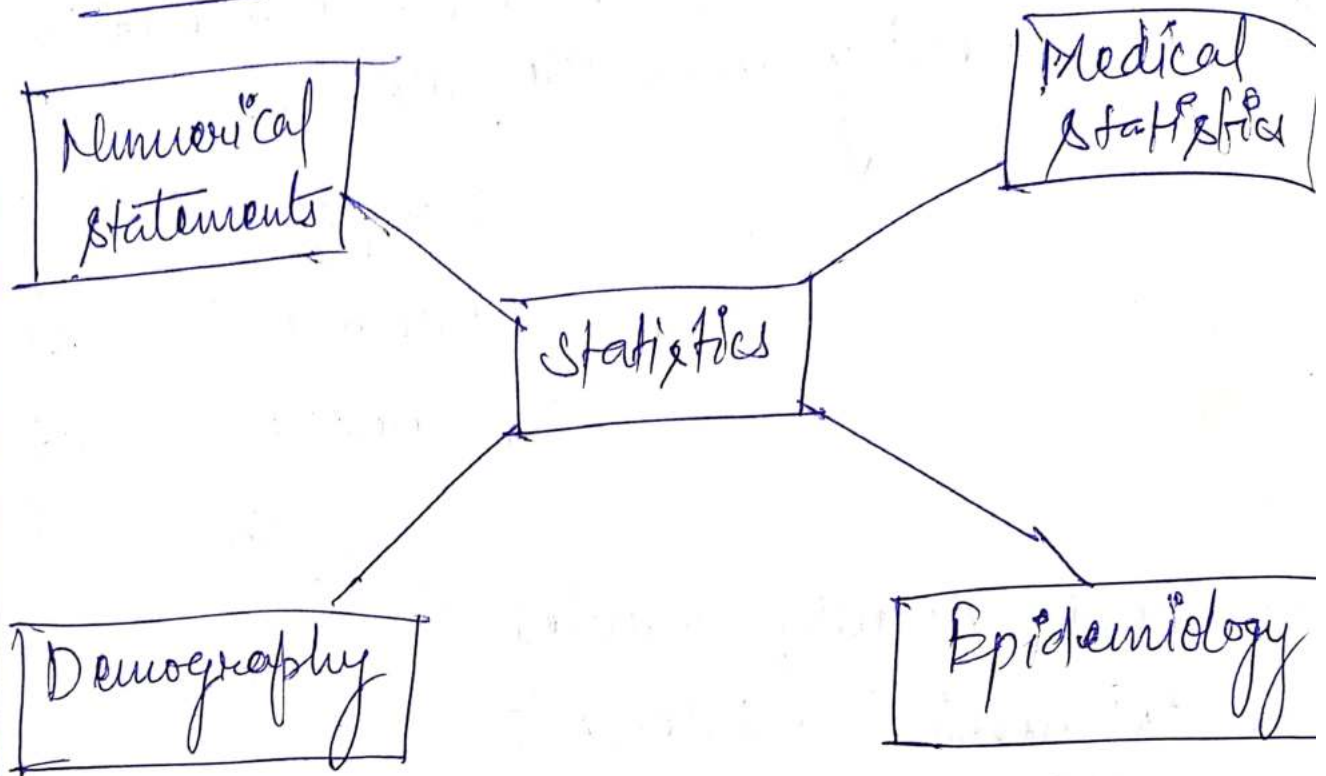 Numerical
statements
Medical
statistics
statistics
Demography
Epidemiology